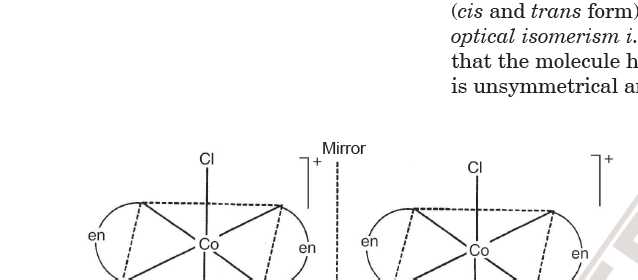 (cis and trans form)
optical isomerism i.
that the molecule h
is unsymmetrical a
Mirror
Cl
+
Cl
+
en
Co
en
en
Co
en